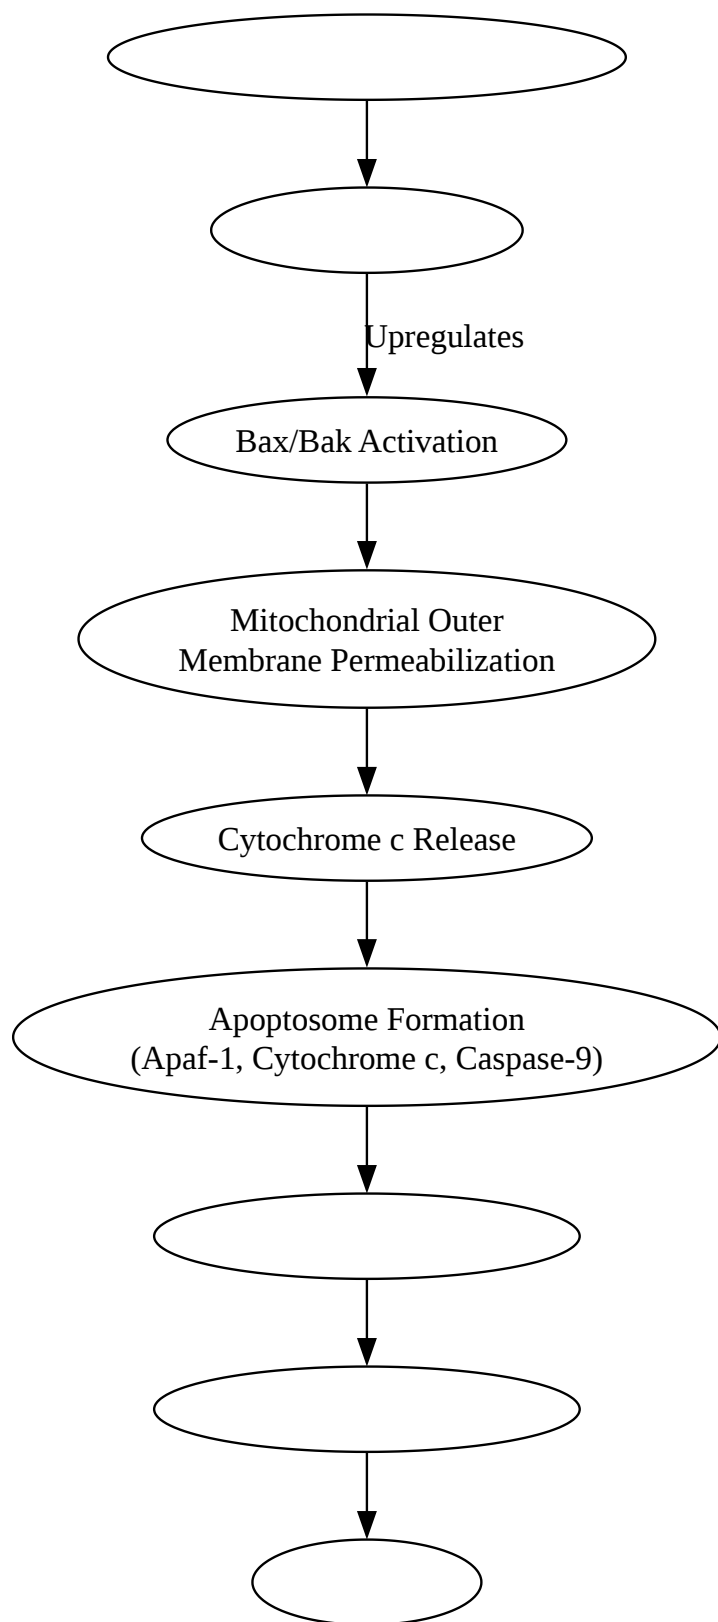 Upregulates
Bax/Bak Activation
Mitochondrial Outer
Membrane Permeabilization
Cytochrome c Release
Apoptosome Formation
(Apaf-1, Cytochrome c, Caspase-9)